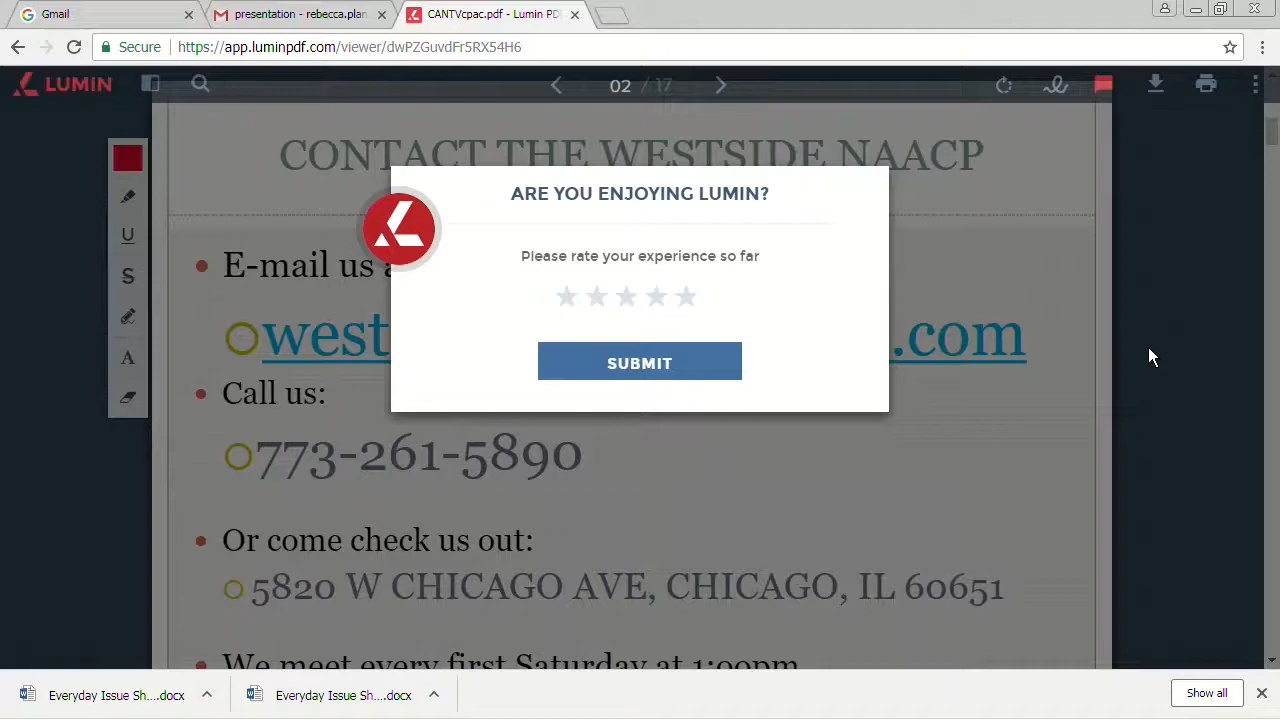 Gmail
presentation - rebecca.plan
CANTVcpac.pdf - Lumin PD
Secure
https://app.luminpdf.com/viewer/dwPZGuvdFr5RX54H6
LUMIN
02 / 17
CONTACT THE WESTSIDE NAACP
ARE YOU ENJOYING LUMIN?
Please rate your experience so far
SUBMIT
E-mail us
west
.com
U
S
A
Call us:
773-261-5890
Or come check us out:
5820 W CHICAGO AVE, CHICAGO, IL 60651
We meet every first Saturday at 1:00pm
Everyday Issue Sh....docx
Everyday Issue Sh....docx
Show all